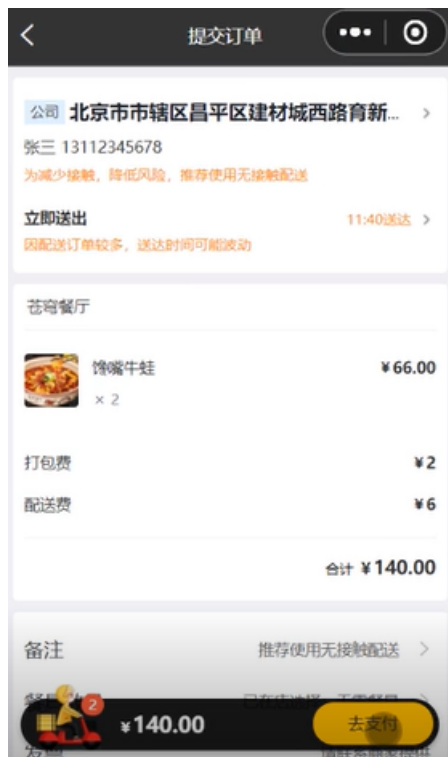 提交订单
公司 北京市市辖区昌平区建材城西路育新...
张三 13112345678
为减少接触，降低风险，推荐使用无接触配送
立即送出 11:40送达
因配送订单较多，送达时间可能波动
苍穹餐厅
馋嘴牛蛙 ¥66.00
× 2
打包费 ¥2
配送费 ¥6
合计 ¥140.00
备注 推荐使用无接触配送
2
¥140.00 去支付